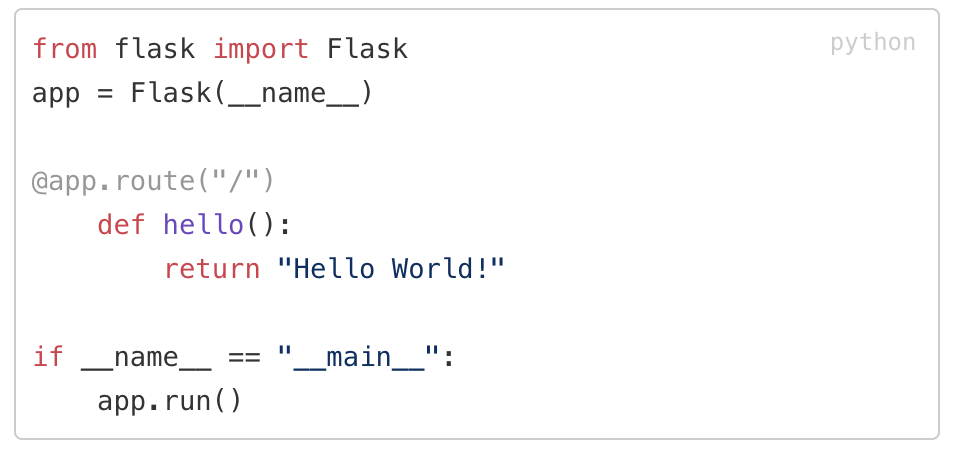 python
from flask import Flask
app = Flask(__name__)
@app.route("/")
    def hello():
        return "Hello World!"
if __name__ == "__main__":
    app.run()